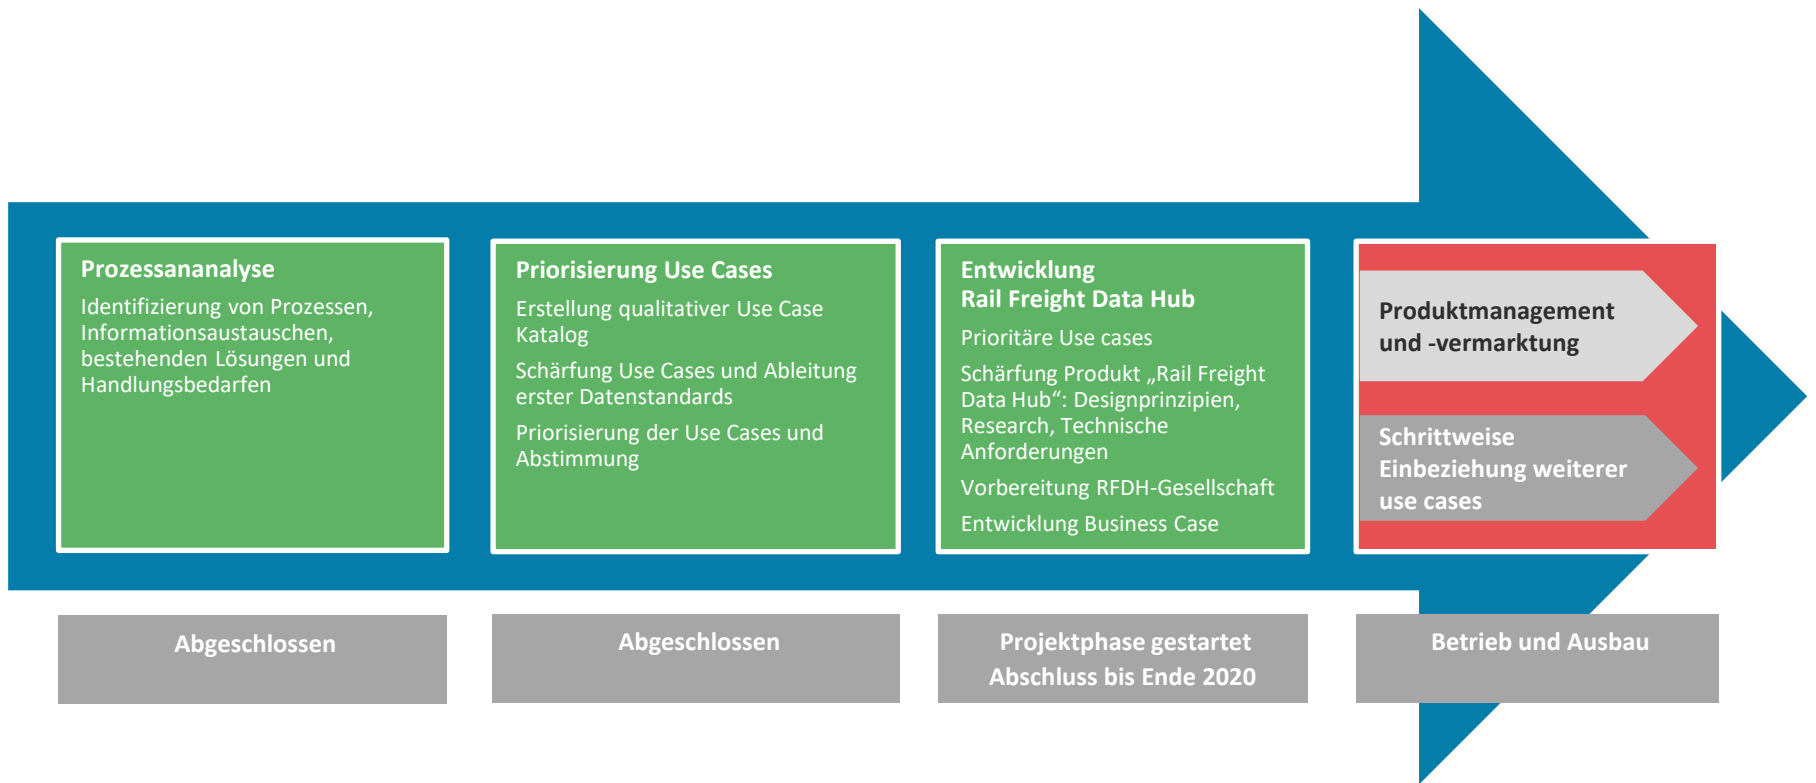 Prozessananalyse
Identifizierung von Prozessen,
Informationsaustauschen,
bestehenden Lösungen und
Handlungsbedarfen
Priorisierung Use Cases
Erstellung qualitativer Use Case
Katalog
Schärfung Use Cases und Ableitung
erster Datenstandards
Priorisierung der Use Cases und
Abstimmung
Entwicklung
Rail Freight Data Hub
Prioritäre Use cases
Schärfung Produkt „Rail Freight
Data Hub“: Designprinzipien,
Research, Technische
Anforderungen
Vorbereitung RFDH-Gesellschaft
Entwicklung Business Case
Produktmanagement
und -vermarktung
Schrittweise
Einbeziehung weiterer
use cases
Abgeschlossen
Abgeschlossen
Projektphase gestartet
Abschluss bis Ende 2020
Betrieb und Ausbau